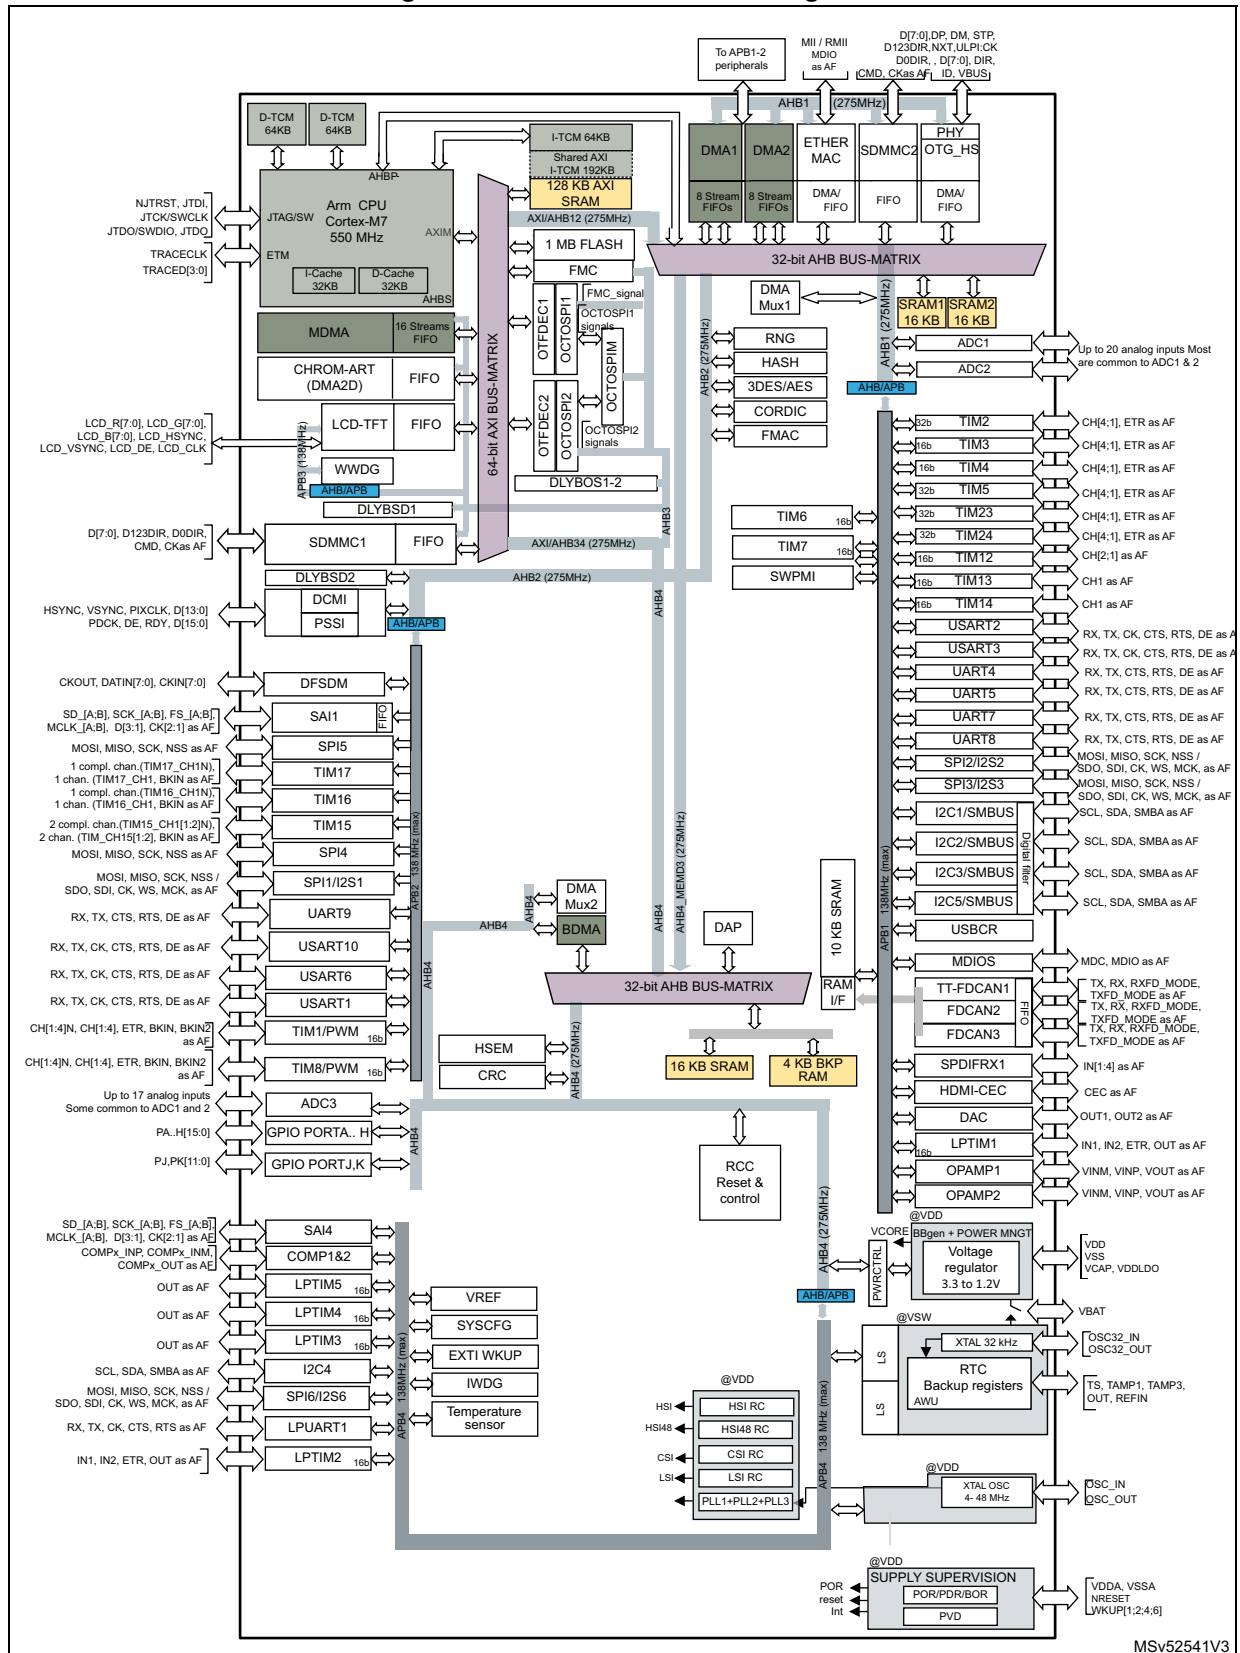 To APB1-2
peripherals
MII / RMII
MDIO
as AF
D[7:0],DP, DM, STP,
D123DIR,NXT,ULPI:CK
D0DIR, , D[7:0], DIR,
CMD, CKas AF
ID, VBUS
AHB1 (275MHz)
D-TCM
64KB
D-TCM
64KB
I-TCM 64KB
Shared AXI
I-TCM 192KB
128 KB AXI
SRAM
DMA1
8 Stream
FIFOs
DMA2
8 Stream
FIFOs
ETHER
MAC
DMA/
FIFO
SDMMC2
FIFO
PHY
OTG_HS
DMA/
FIFO
AHBP
Arm CPU
Cortex-M7
550 MHz
JTAG/SW
ETM
AXIM
I-Cache
32KB
D-Cache
32KB
AHBS
NJTRST, JTDI,
JTCK/SWCLK
JTDO/SWDIO, JTDO
TRACECLK
TRACED[3:0]
AXI/AHB12 (275MHz)
1 MB FLASH
FMC
FMC_signal
32-bit AHB BUS-MATRIX
DMA
Mux1
SRAM1
16 KB
SRAM2
16 KB
MDMA
16 Streams
FIFO
CHROM-ART
(DMA2D)
FIFO
LCD-TFT
FIFO
LCD_R[7:0], LCD_G[7:0],
LCD_B[7:0], LCD_HSYNC,
LCD_VSYNC, LCD_DE, LCD_CLK
WWDG
AHB/APB
APB3 (138MHz)
DLYBSD1
64-bit AXI BUS-MATRIX
OTFDEC1
OCTOSPI1
OCTOSPI1
signals
OCTOSPIM
OTFDEC2
OCTOSPI2
OCTOSPI2
signals
DLYBOS1-2
AHB3
AHB2 (275MHz)
RNG
HASH
3DES/AES
CORDIC
FMAC
AHB1 (275MHz)
ADC1
ADC2
Up to 20 analog inputs Most
are common to ADC1 & 2
AHB/APB
D[7:0], D123DIR, D0DIR,
CMD, CKas AF
SDMMC1
FIFO
AXI/AHB34 (275MHz)
AHB2 (275MHz)
DLYBSD2
DCMI
PSSI
HSYNC, VSYNC, PIXCLK, D[13:0]
PDCK, DE, RDY, D[15:0]
AHB/APB
TIM6
16b
TIM7
16b
SWPMI
32b
TIM2
CH[4;1], ETR as AF
16b
TIM3
CH[4;1], ETR as AF
16b
TIM4
CH[4;1], ETR as AF
32b
TIM5
CH[4;1], ETR as AF
32b
TIM23
CH[4;1], ETR as AF
32b
TIM24
CH[4;1], ETR as AF
16b
TIM12
CH[2;1] as AF
16b
TIM13
CH1 as AF
16b
TIM14
CH1 as AF
USART2
RX, TX, CK, CTS, RTS, DE as A
USART3
RX, TX, CK, CTS, RTS, DE as A
UART4
RX, TX, CTS, RTS, DE as AF
UART5
RX, TX, CTS, RTS, DE as AF
UART7
RX, TX, CTS, RTS, DE as AF
UART8
RX, TX, CTS, RTS, DE as AF
SPI2/I2S2
MOSI, MISO, SCK, NSS /
SDO, SDI, CK, WS, MCK, as AF
SPI3/I2S3
MOSI, MISO, SCK, NSS /
SDO, SDI, CK, WS, MCK, as AF
I2C1/SMBUS
SCL, SDA, SMBA as AF
I2C2/SMBUS
SCL, SDA, SMBA as AF
I2C3/SMBUS
SCL, SDA, SMBA as AF
I2C5/SMBUS
SCL, SDA, SMBA as AF
Digital filter
USBCR
MDIOS
MDC, MDIO as AF
TT-FDCAN1
TX, RX, RXFD_MODE,
TXFD_MODE as AF
FDCAN2
TX, RX, RXFD_MODE,
TXFD_MODE as AF
FDCAN3
TX, RX, RXFD_MODE,
TXFD_MODE as AF
FIFO
SPDIFRX1
IN[1:4] as AF
HDMI-CEC
CEC as AF
DAC
OUT1, OUT2 as AF
16b
LPTIM1
IN1, IN2, ETR, OUT as AF
OPAMP1
VINM, VINP, VOUT as AF
OPAMP2
VINM, VINP, VOUT as AF
APB1 138MHz (max)
10 KB SRAM
RAM
I/F
CKOUT, DATIN[7:0], CKIN[7:0]
DFSDM
SD_[A;B], SCK_[A;B], FS_[A;B],
MCLK_[A;B], D[3:1], CK[2:1] as AF
SAI1
FIFO
MOSI, MISO, SCK, NSS as AF
SPI5
1 compl. chan.(TIM17_CH1N),
1 chan. (TIM17_CH1, BKIN as AF
TIM17
1 compl. chan.(TIM16_CH1N),
1 chan. (TIM16_CH1, BKIN as AF
TIM16
2 compl. chan.(TIM15_CH1[1:2]N),
2 chan. (TIM_CH15[1:2], BKIN as AF
TIM15
MOSI, MISO, SCK, NSS as AF
SPI4
MOSI, MISO, SCK, NSS /
SDO, SDI, CK, WS, MCK, as AF
SPI1/I2S1
RX, TX, CTS, RTS, DE as AF
UART9
RX, TX, CK, CTS, RTS, DE as AF
USART10
RX, TX, CK, CTS, RTS, DE as AF
USART6
RX, TX, CK, CTS, RTS, DE as AF
USART1
CH[1:4]N, CH[1:4], ETR, BKIN, BKIN2
as AF
TIM1/PWM
16b
CH[1:4]N, CH[1:4], ETR, BKIN, BKIN2
as AF
TIM8/PWM
16b
APB2 138 MHz (max)
Up to 17 analog inputs
Some common to ADC1 and 2
ADC3
PA..H[15:0]
GPIO PORTA.. H
PJ,PK[11:0]
GPIO PORTJ,K
AHB4
AHB4
AHB4
AHB4
DMA
Mux2
BDMA
AHB4
AHB4
AHB4_MEMD3 (275MHz)
DAP
32-bit AHB BUS-MATRIX
HSEM
CRC
AHB4 (275MHz)
16 KB SRAM
4 KB BKP
RAM
RCC
Reset &
control
AHB4 (275MHz)
AHB/APB
PWRCTRL
VCORE
@VDD
BBgen + POWER MNGT
Voltage
regulator
3.3 to 1.2V
VDD
VSS
VCAP, VDDLDO
VBAT
@VSW
XTAL 32 kHz
OSC32_IN
OSC32_OUT
RTC
Backup registers
AWU
TS, TAMP1, TAMP3,
OUT, REFIN
LS
LS
SD_[A;B], SCK_[A;B], FS_[A;B],
MCLK_[A;B], D[3:1], CK[2:1] as AF
SAI4
COMPx_INP, COMPx_INM,
COMPx_OUT as AF
COMP1&2
OUT as AF
LPTIM5
16b
OUT as AF
LPTIM4
16b
OUT as AF
LPTIM3
16b
SCL, SDA, SMBA as AF
I2C4
MOSI, MISO, SCK, NSS /
SDO, SDI, CK, WS, MCK, as AF
SPI6/I2S6
RX, TX, CK, CTS, RTS as AF
LPUART1
IN1, IN2, ETR, OUT as AF
LPTIM2
16b
APB4 138MHz (max)
VREF
SYSCFG
EXTI WKUP
IWDG
Temperature
sensor
@VDD
HSI
HSI RC
HSI48
HSI48 RC
CSI
CSI RC
LSI
LSI RC
PLL1+PLL2+PLL3
APB4 138 MHz (max)
@VDD
XTAL OSC
4- 48 MHz
OSC_IN
OSC_OUT
@VDD
SUPPLY SUPERVISION
POR
reset
Int
POR/PDR/BOR
PVD
VDDA, VSSA
NRESET
WKUP[1;2;4;6]
MSv52541V3